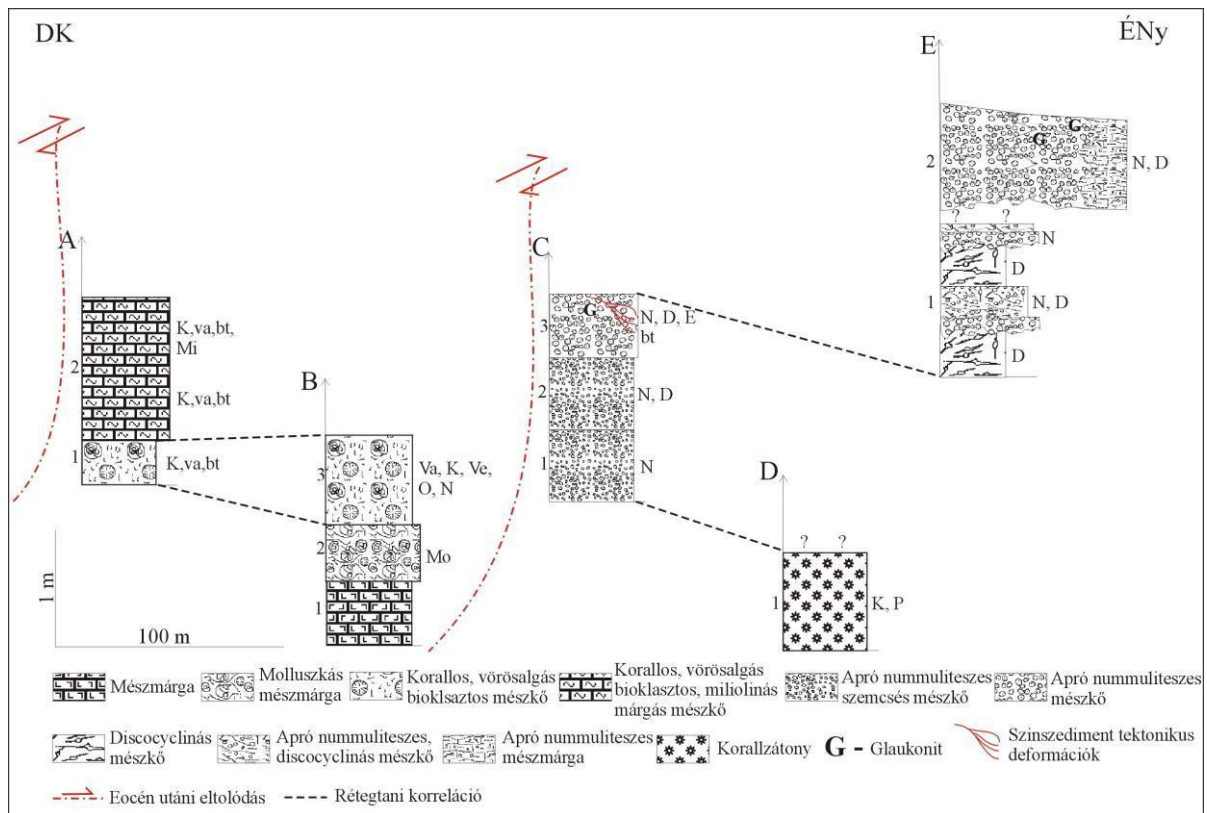 DK
ÉNy
E
G
G
2
N, D
? ?
N
D
1
N, D
D
A
K,va,bt,
Mi
2
K,va,bt
1
K,va,bt
B
3
Va, K, Ve,
O, N
2
Mo
1
C
G
3
N, D, E
bt
2
N, D
1
N
D
? ?
1
K, P
1 m
100 m
Mészmárga
Molluszkás
mészmárga
Korallos, vörösalgás
bioklsaztos mészkő
Korallos, vörösalgás
bioklasztos, miliolinás
márgás mészkő
Apró nummuliteszes
szemcsés mészkő
Apró nummuliteszes
mészkő
Discocyclinás
mészkő
Apró nummuliteszes,
discocyclinás mészkő
Apró nummuliteszes
mészmárga
Korallzátony
G - Glaukonit
Szinszediment tektonikus
deformációk
Eocén utáni eltolódás
Rétegtani korreláció